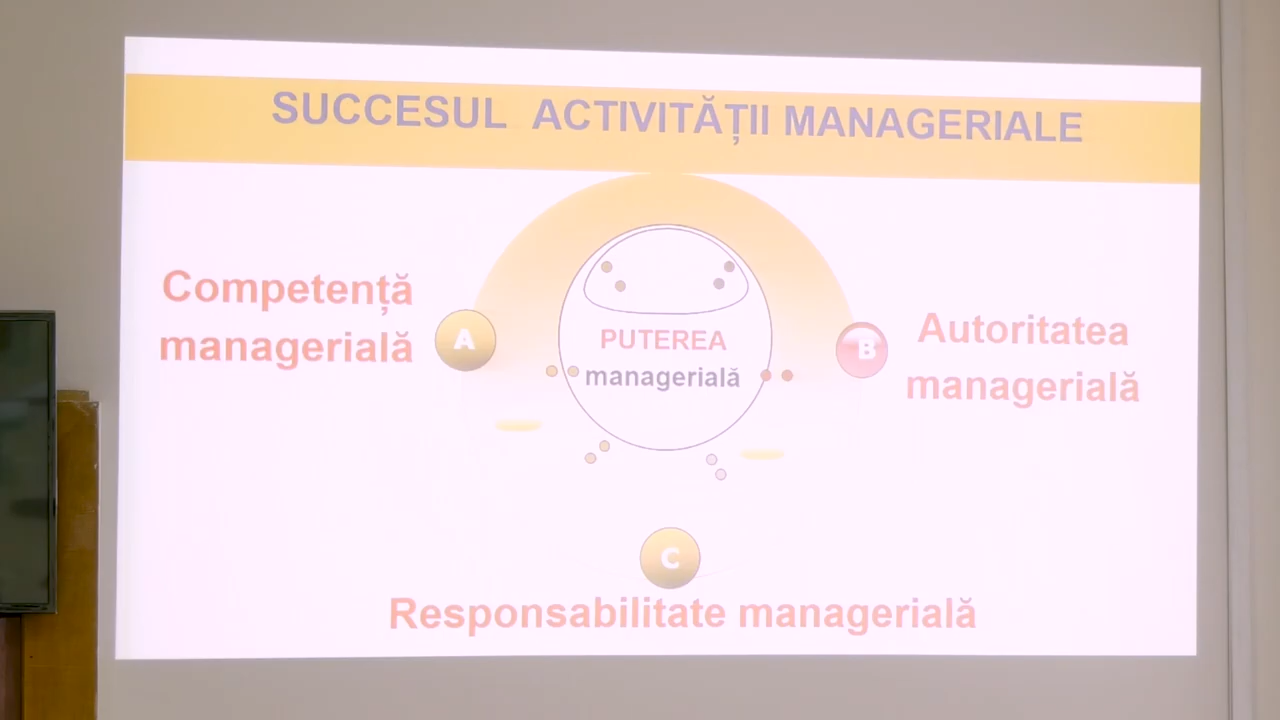 SUCCESUL ACTIVITĂȚII MANAGERIALE
Competență
managerială
A
PUTEREA
managerială
B
Autoritatea
managerială
C
Responsabilitate managerială